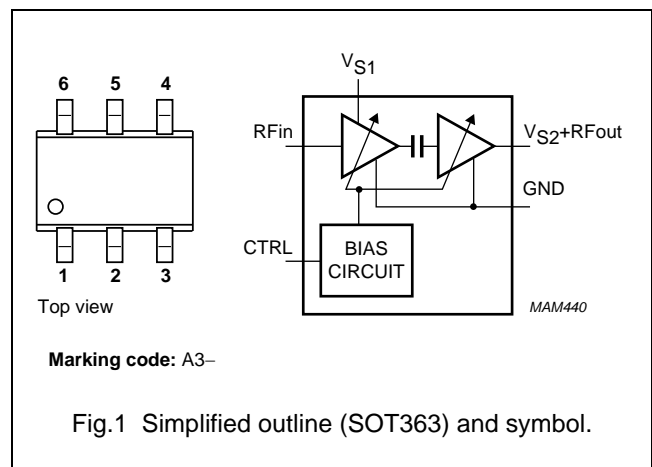 6 5 4
1 2 3
Top view
Marking code: A3−
VS1
RFin
VS2+RFout
GND
CTRL
BIAS
CIRCUIT
MAM440
Fig.1 Simplified outline (SOT363) and symbol.